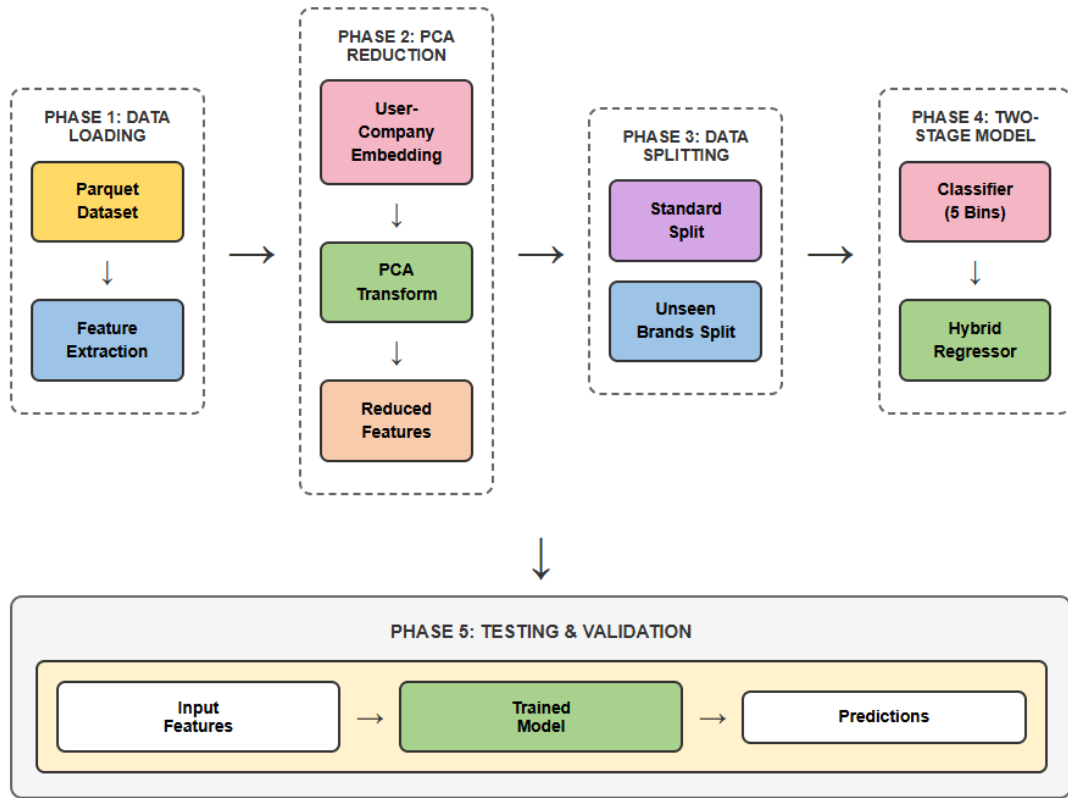 PHASE 1: DATA
LOADING
Parquet
Dataset
Feature
Extraction
PHASE 2: PCA
REDUCTION
User-
Company
Embedding
PCA
Transform
Reduced
Features
PHASE 3: DATA
SPLITTING
Standard
Split
Unseen
Brands Split
PHASE 4: TWO-
STAGE MODEL
Classifier
(5 Bins)
Hybrid
Regressor
PHASE 5: TESTING & VALIDATION
Input
Features
Trained
Model
Predictions